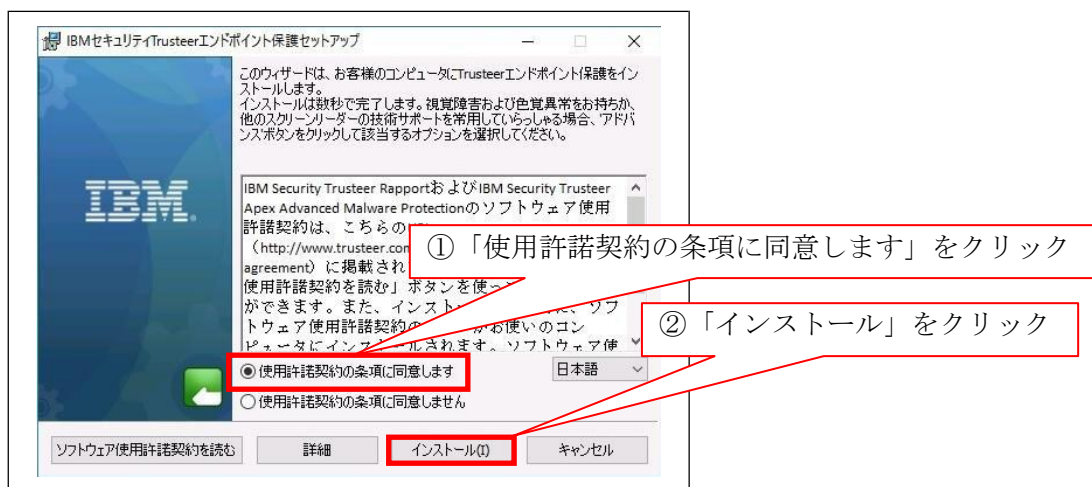 IBMセキュリティTrusteerエンドポイント保護セットアップ
このウィザードは、お客様のコンピュータにTrusteerエンドポイント保護をイン
ストールします。
インストールは数秒で完了します。視覚障害および色覚異常をお持ちか、
他のスクリーンリーダーの技術サポートを常用していらっしゃる場合、'アドバ
ンス'ボタンをクリックして該当するオプションを選択してください。
IBM
IBM Security Trusteer RapportおよびIBM Security Trusteer
Apex Advanced Malware Protectionのソフトウェア使用
許諾契約は、こちらの
（http://www.trusteer.com
agreement）に掲載され
使用許諾契約を読む」ボタンを使っ
ができます。また、インスト
ソフ
トウェア使用許諾契約の
がお使いのコン
ピュータにインストールされます。ソフトウェア使
①「使用許諾契約の条項に同意します」をクリック
②「インストール」をクリック
使用許諾契約の条項に同意します
日本語
使用許諾契約の条項に同意しません
ソフトウェア使用許諾契約を読む
詳細
インストール(I)
キャンセル